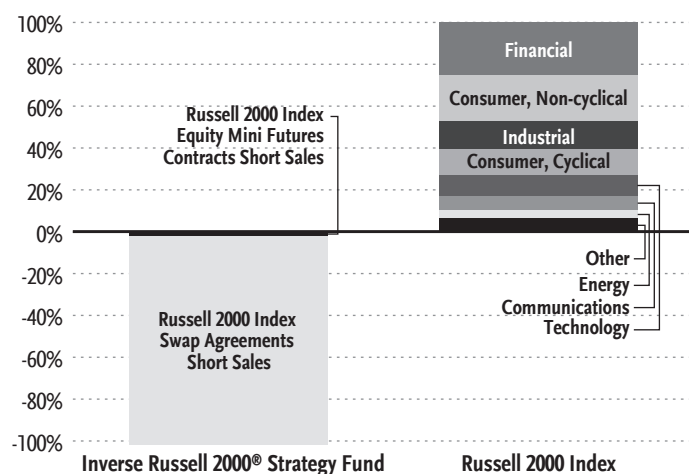 100%
80%
60%
40%
20%
0%
-20%
-40%
-60%
-80%
-100%
Russell 2000 Index
Equity Mini Futures
Contracts Short Sales
Russell 2000 Index
Swap Agreements
Short Sales
Financial
Consumer, Non-cyclical
Industrial
Consumer, Cyclical
Other
Energy
Communications
Technology
Inverse Russell 2000® Strategy Fund
Russell 2000 Index